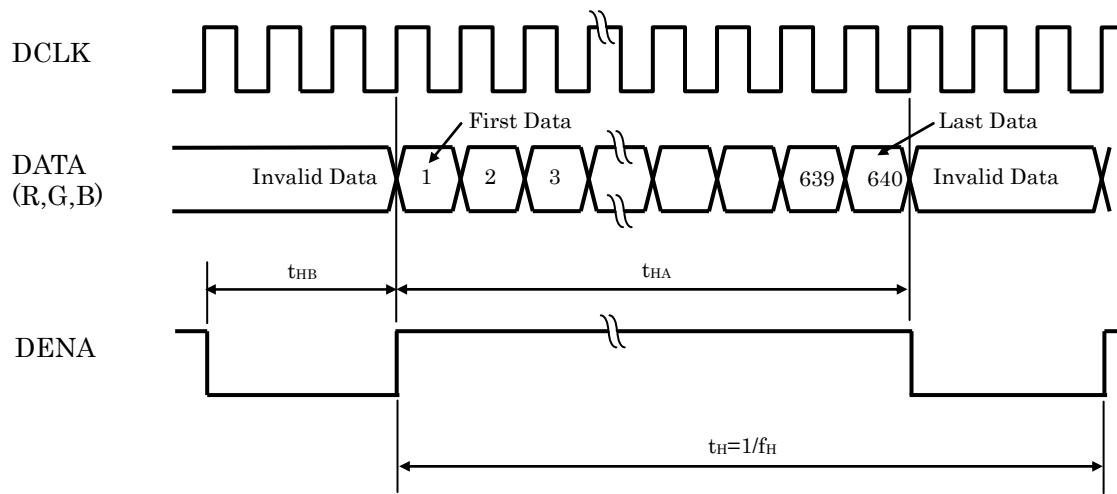 DCLK
First Data
Last Data
DATA
(R,G,B)
Invalid Data
1
2
3
639
640
Invalid Data
tHB
tHA
DENA
tH=1/fH